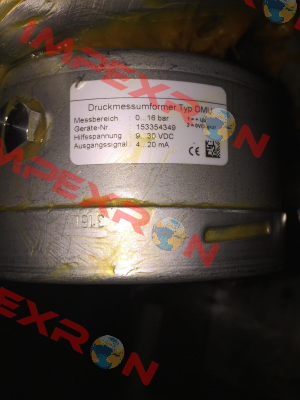 Druckmessumformer Typ DMU
Messbereich : 0...16 bar
Geräte-Nr. : 153354349
Hilfsspannung : 9...30 VDC
Ausgangssignal : 4...20 mA
316
IMPEXRON
IMPEXRON